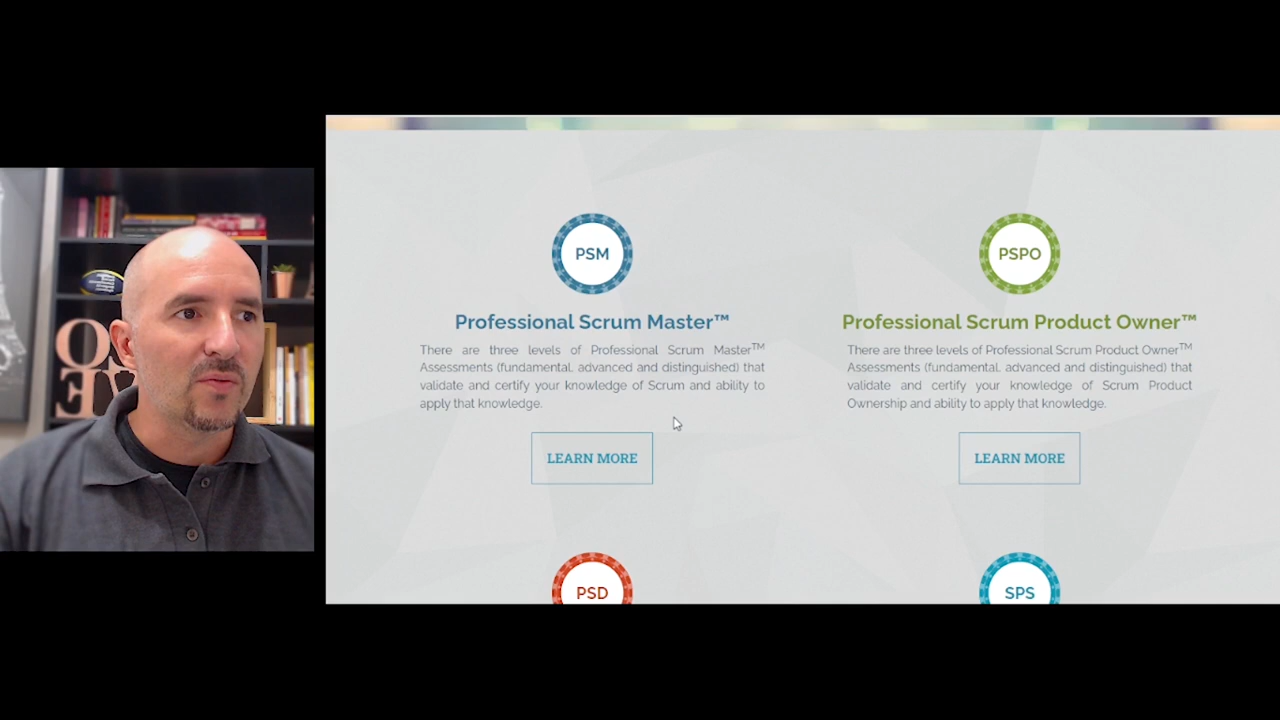 PSM
Professional Scrum Master™
There are three levels of Professional Scrum Master™
Assessments (fundamental, advanced and distinguished) that
validate and certify your knowledge of Scrum and ability to
apply that knowledge.
LEARN MORE
PSPO
Professional Scrum Product Owner™
There are three levels of Professional Scrum Product Owner™
Assessments (fundamental, advanced and distinguished) that
validate and certify your knowledge of Scrum Product
Ownership and ability to apply that knowledge.
LEARN MORE
PSD
SPS